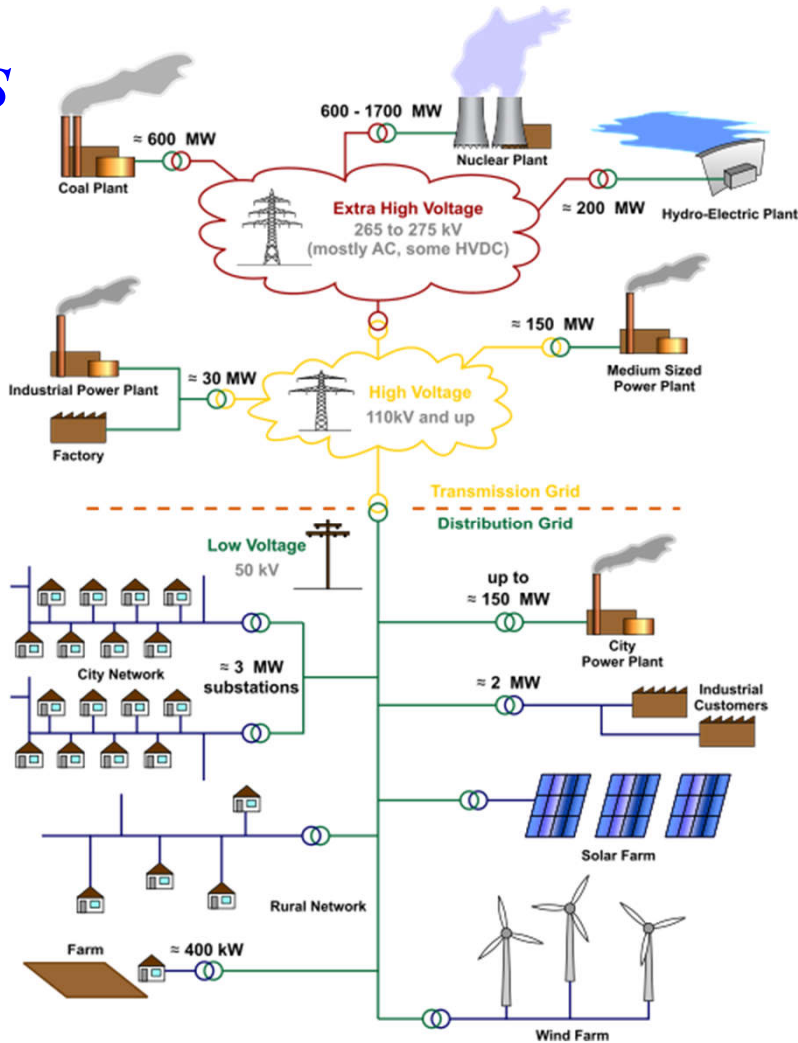 s
≈ 600 MW
Coal Plant
600 - 1700 MW
Nuclear Plant
≈ 200 MW
Hydro-Electric Plant
Extra High Voltage
265 to 275 kV
(mostly AC, some HVDC)
Industrial Power Plant
Factory
≈ 30 MW
High Voltage
110kV and up
≈ 150 MW
Medium Sized
Power Plant
Transmission Grid
Distribution Grid
Low Voltage
50 kV
City Network
≈ 3 MW
substations
up to
≈ 150 MW
City
Power Plant
≈ 2 MW
Industrial
Customers
Solar Farm
Rural Network
Farm
≈ 400 kW
Wind Farm